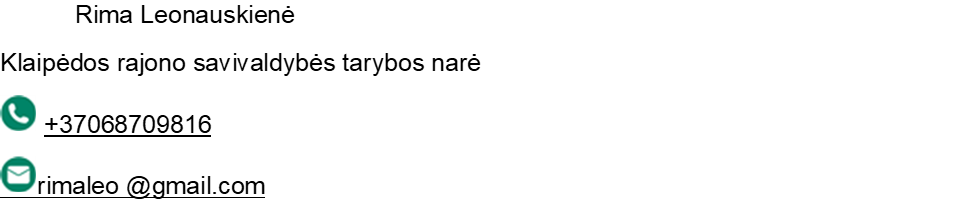 Rima Leonauskienė
Klaipėdos rajono savivaldybės tarybos narė
+37068709816
rimaleo @gmail.com